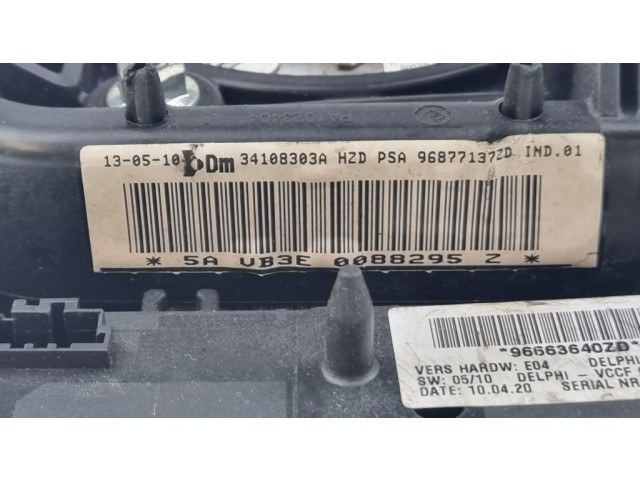 PA10234C4
13-05-10 Dm 34108303A HZD PSA 96877137ZD IND.01
* 5A VB3E 0088295 Z *
*96663640ZD*
VERS HARDW: E04 DELPHI
SW: 05/10 DELPHI - VCCF
DATE: 10.04.20 SERIAL NR